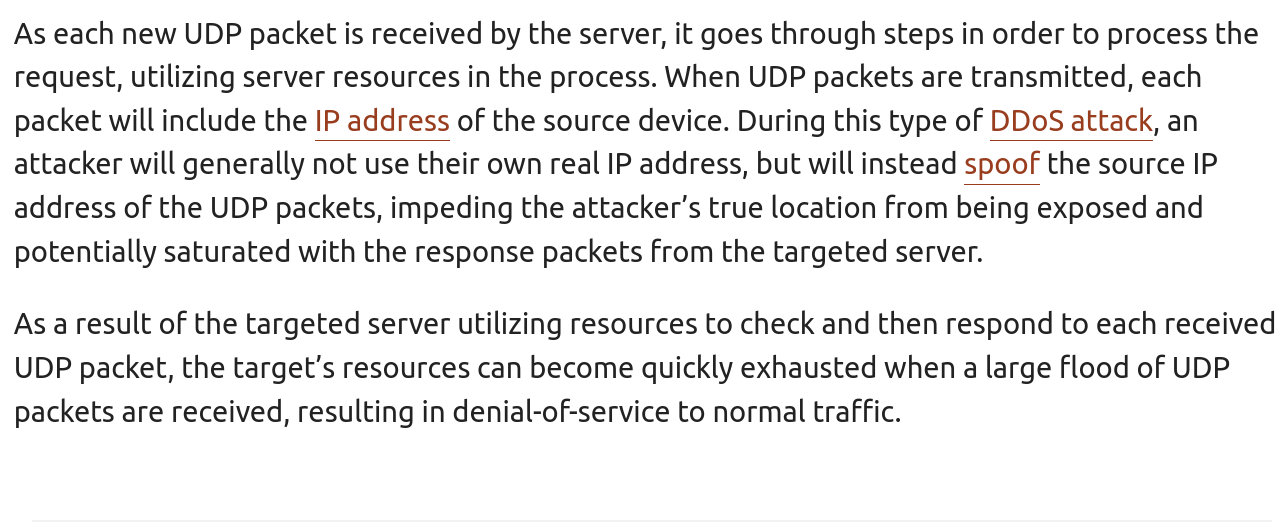 As each new UDP packet is received by the server, it goes through steps in order to process the
request, utilizing server resources in the process. When UDP packets are transmitted, each
packet will include the IP address of the source device. During this type of DDoS attack, an
attacker will generally not use their own real IP address, but will instead spoof the source IP
address of the UDP packets, impeding the attacker’s true location from being exposed and
potentially saturated with the response packets from the targeted server.
As a result of the targeted server utilizing resources to check and then respond to each received
UDP packet, the target’s resources can become quickly exhausted when a large flood of UDP
packets are received, resulting in denial-of-service to normal traffic.